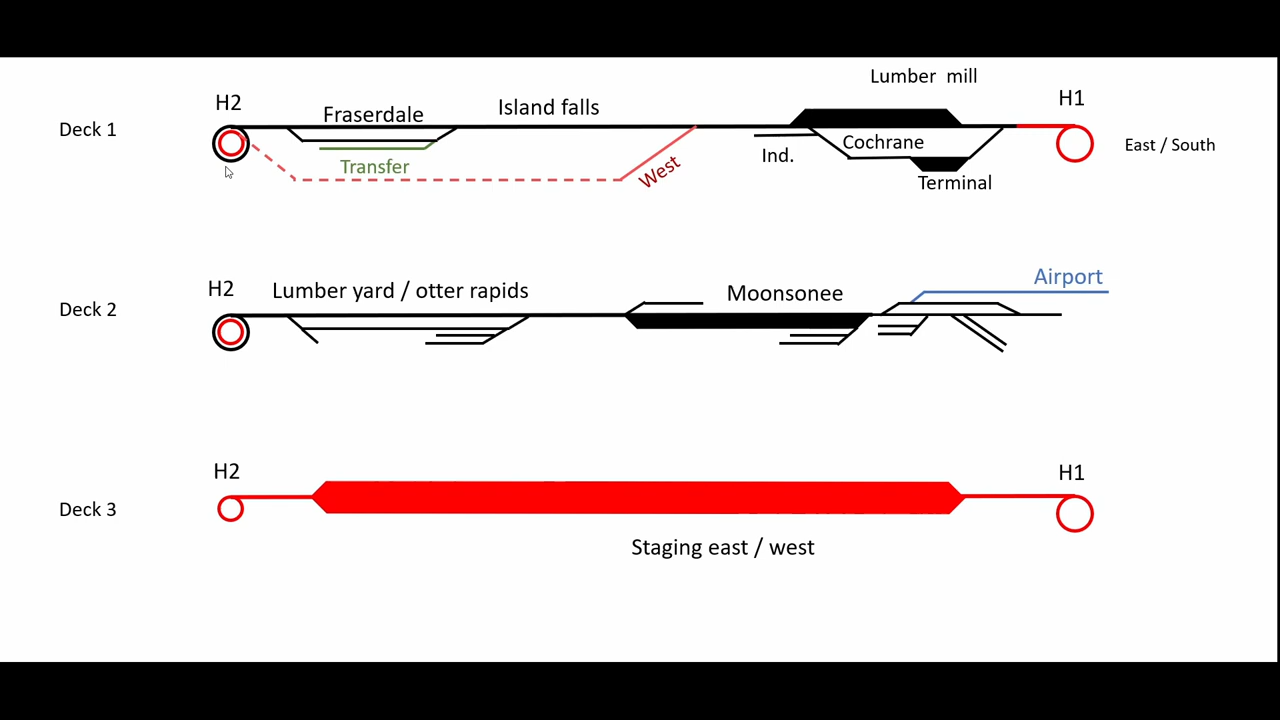 Lumber mill
H2
H1
Fraserdale
Island falls
Deck 1
Cochrane
East / South
Ind.
Transfer
West
Terminal
Airport
H2
Lumber yard / otter rapids
Moonsonee
Deck 2
H2
H1
Deck 3
Staging east / west